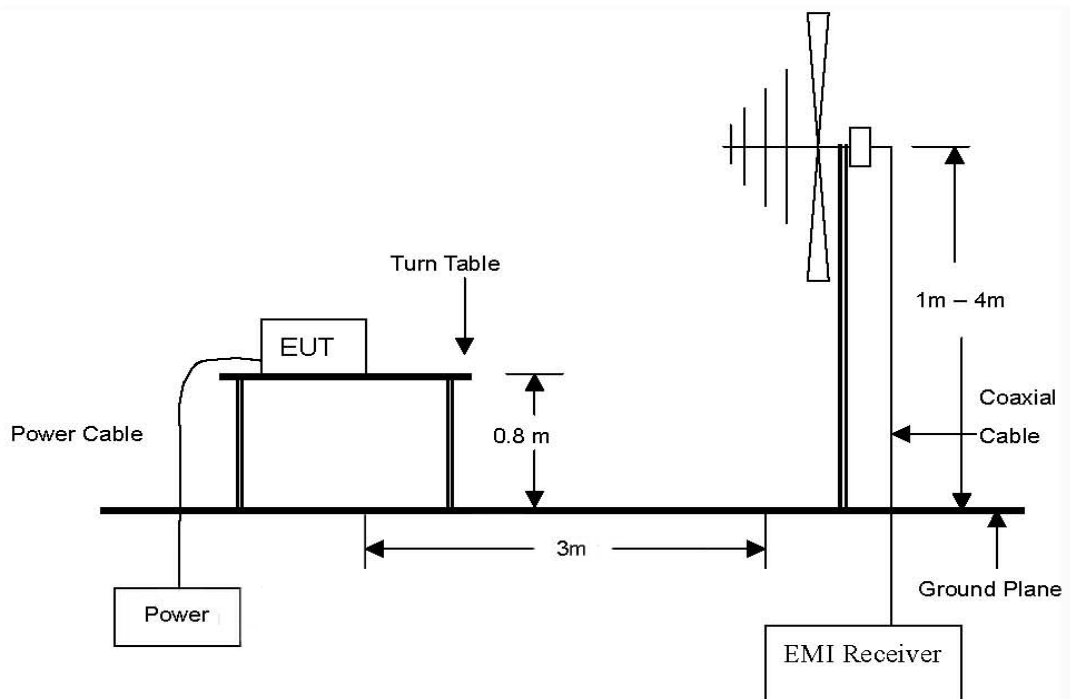 Turn Table
1m – 4m
EUT
Coaxial
Power Cable
0.8 m
Cable
3m
Ground Plane
Power
EMI Receiver